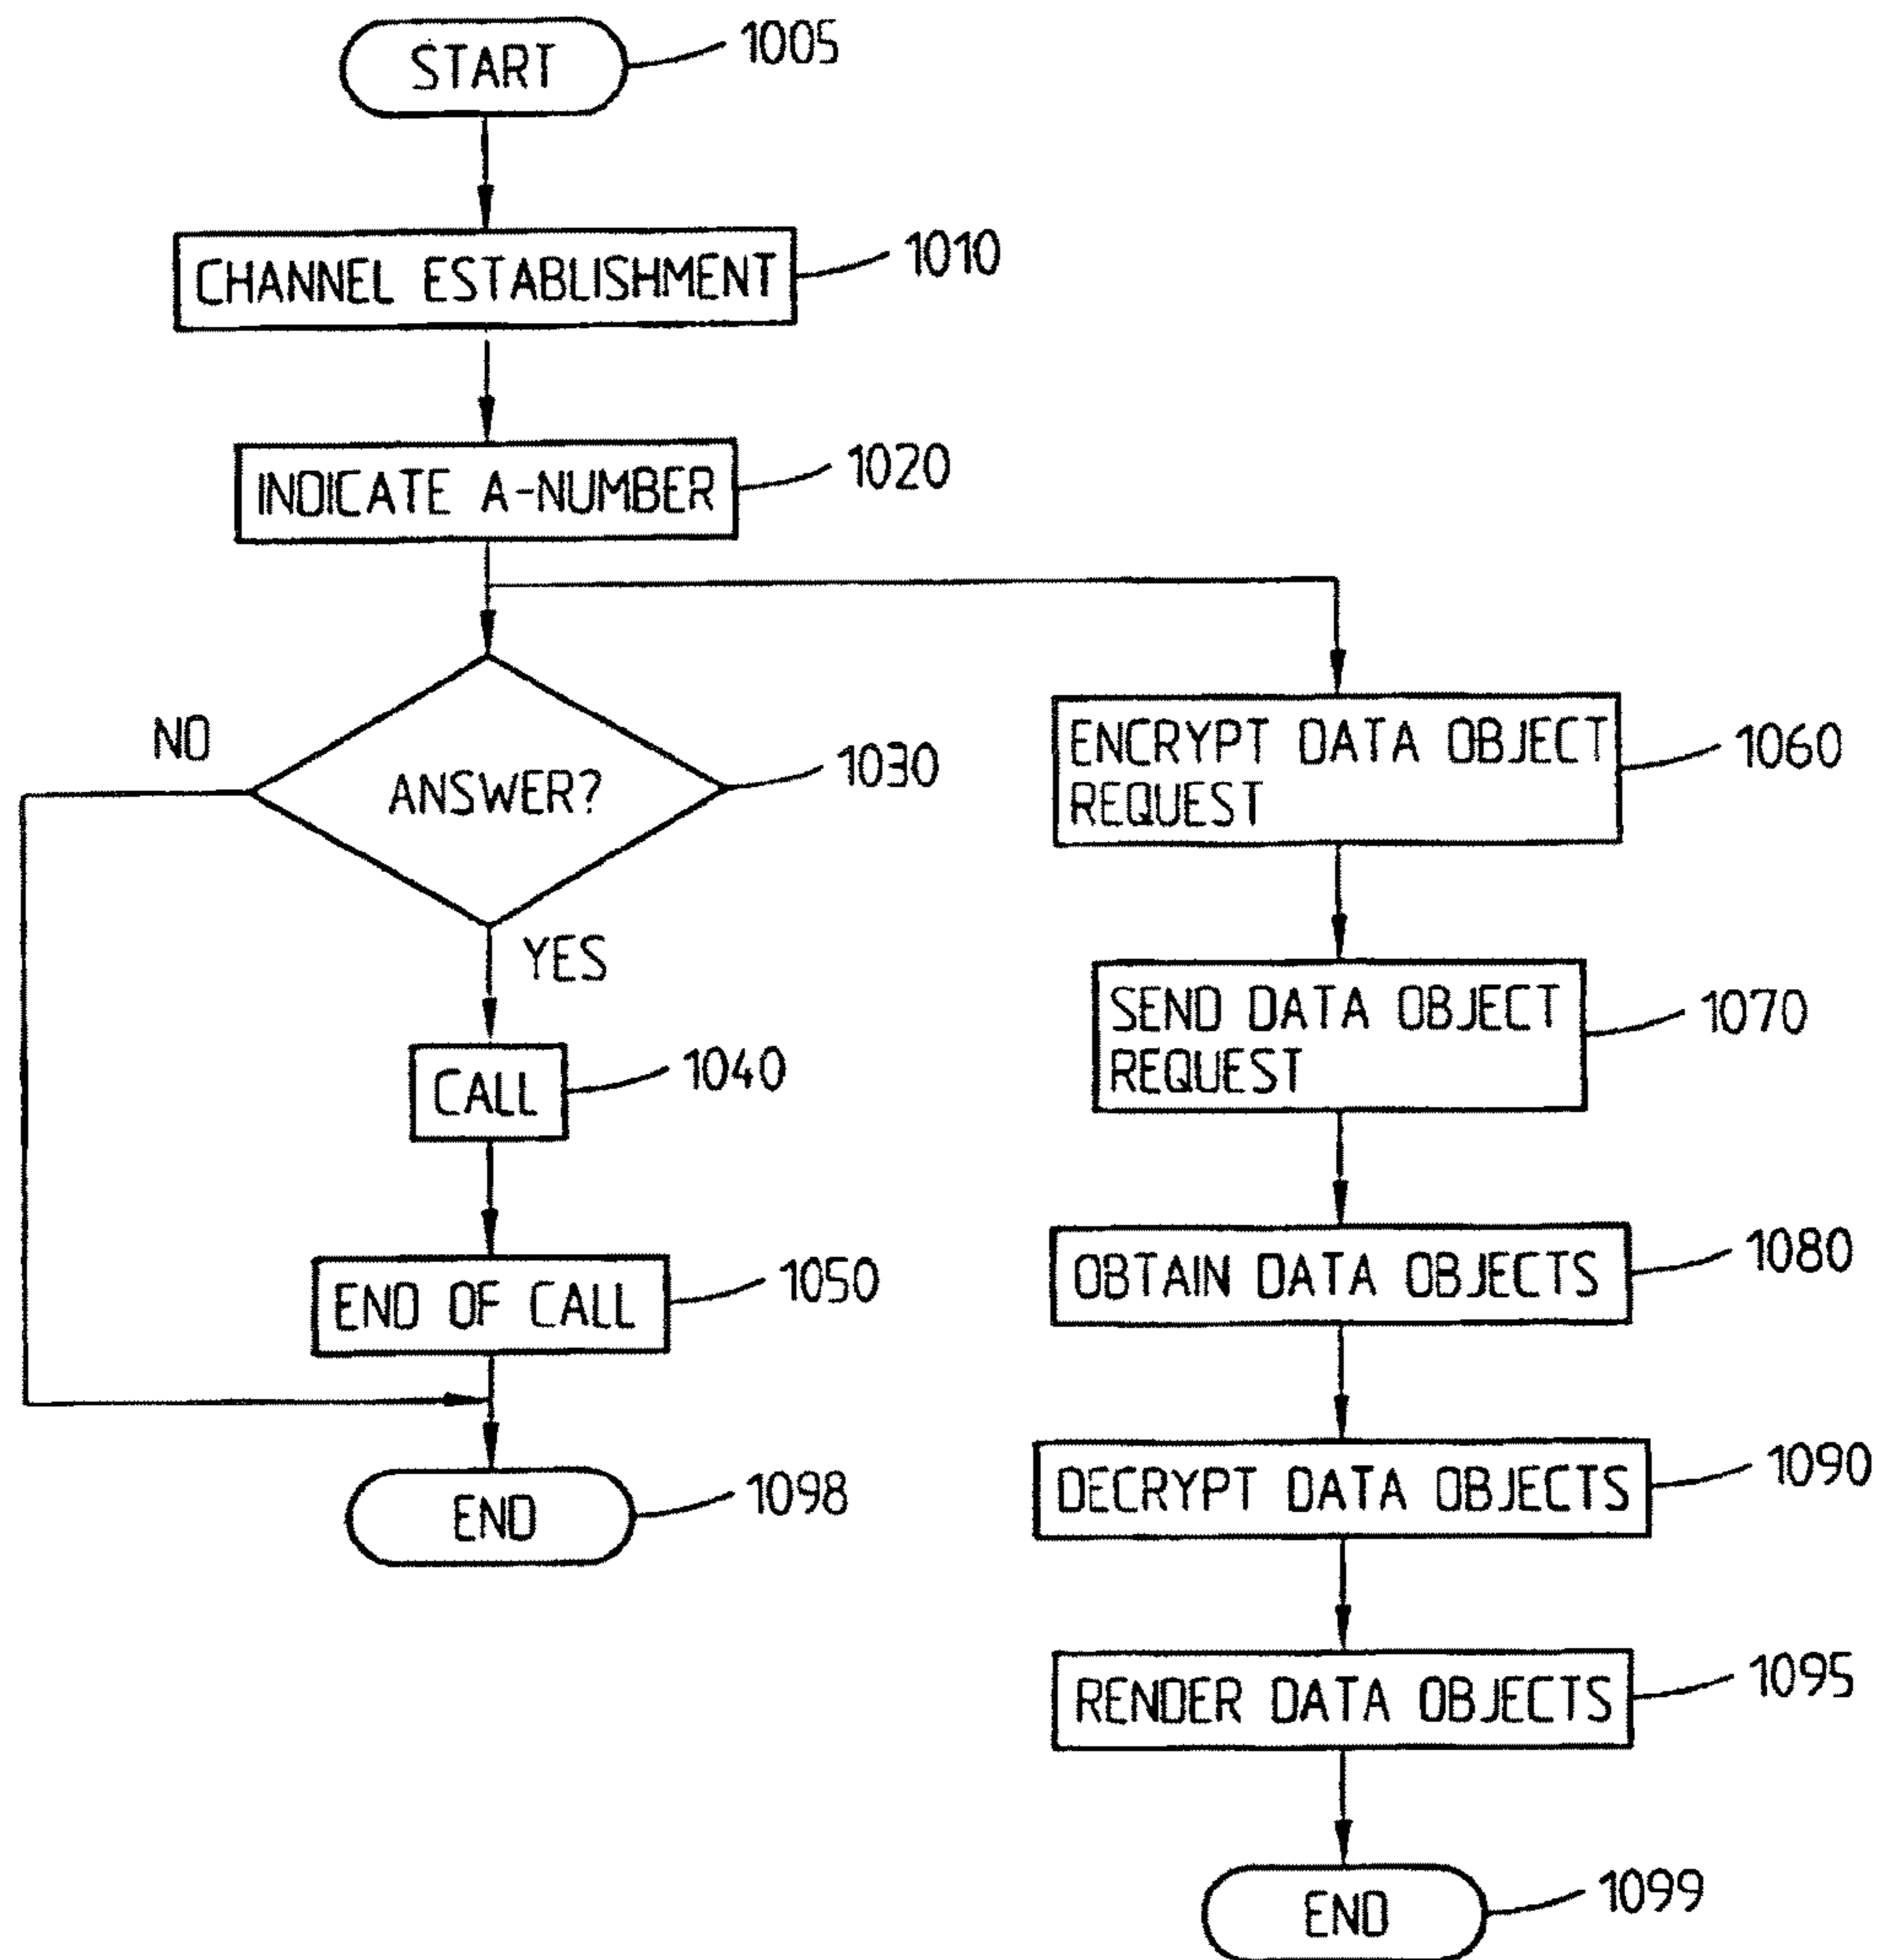 START
1005
CHANNEL ESTABLISHMENT
1010
INDICATE A-NUMBER
1020
ANSWER?
1030
NO
YES
CALL
1040
END OF CALL
1050
END
1098
ENCRYPT DATA OBJECT
REQUEST
1060
SEND DATA OBJECT
REQUEST
1070
OBTAIN DATA OBJECTS
1080
DECRYPT DATA OBJECTS
1090
RENDER DATA OBJECTS
1095
END
1099